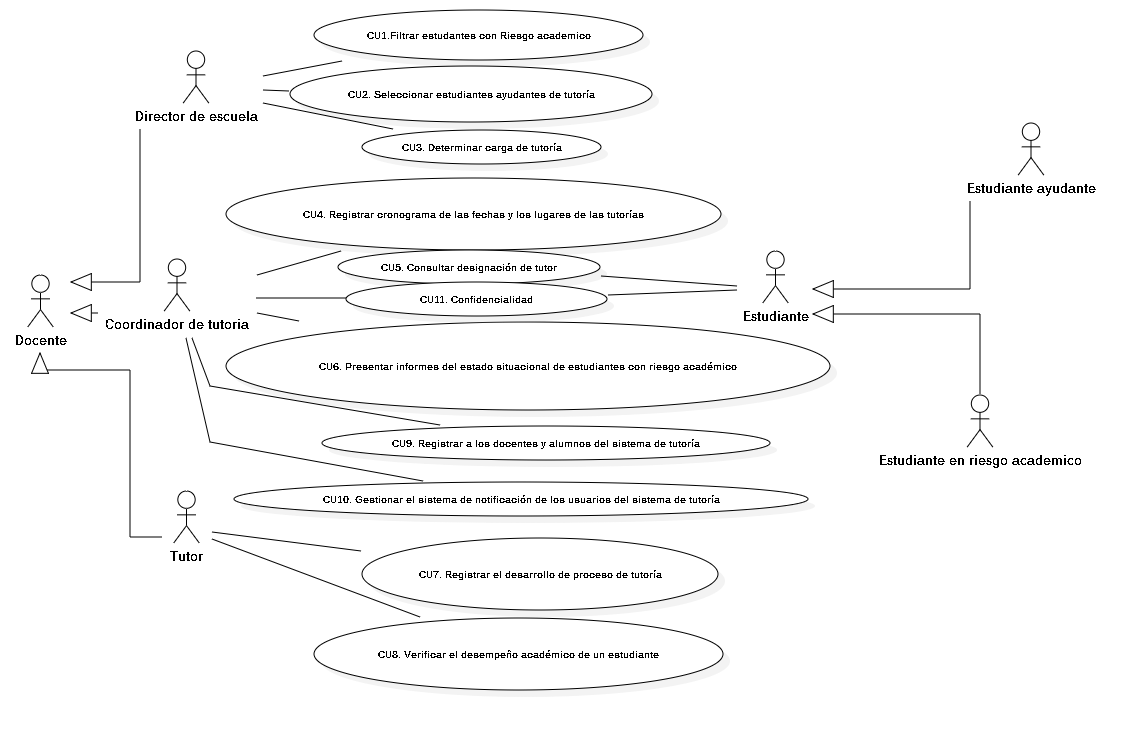 CU1.Filtrar estudantes con Riesgo academico
CU2. Seleccionar estudiantes ayudantes de tutoría
Director de escuela
CU3. Determinar carga de tutoría
Estudiante ayudante
CU4. Registrar cronograma de las fechas y los lugares de las tutorías
CU5. Consultar designación de tutor
CU11. Confidencialidad
Estudiante
Coordinador de tutoria
Docente
CU6. Presentar informes del estado situacional de estudiantes con riesgo académico
CU9. Registrar a los docentes y alumnos del sistema de tutoría
Estudiante en riesgo academico
CU10. Gestionar el sistema de notificación de los usuarios del sistema de tutoría
Tutor
CU7. Registrar el desarrollo de proceso de tutoría
CU8. Verificar el desempeño académico de un estudiante